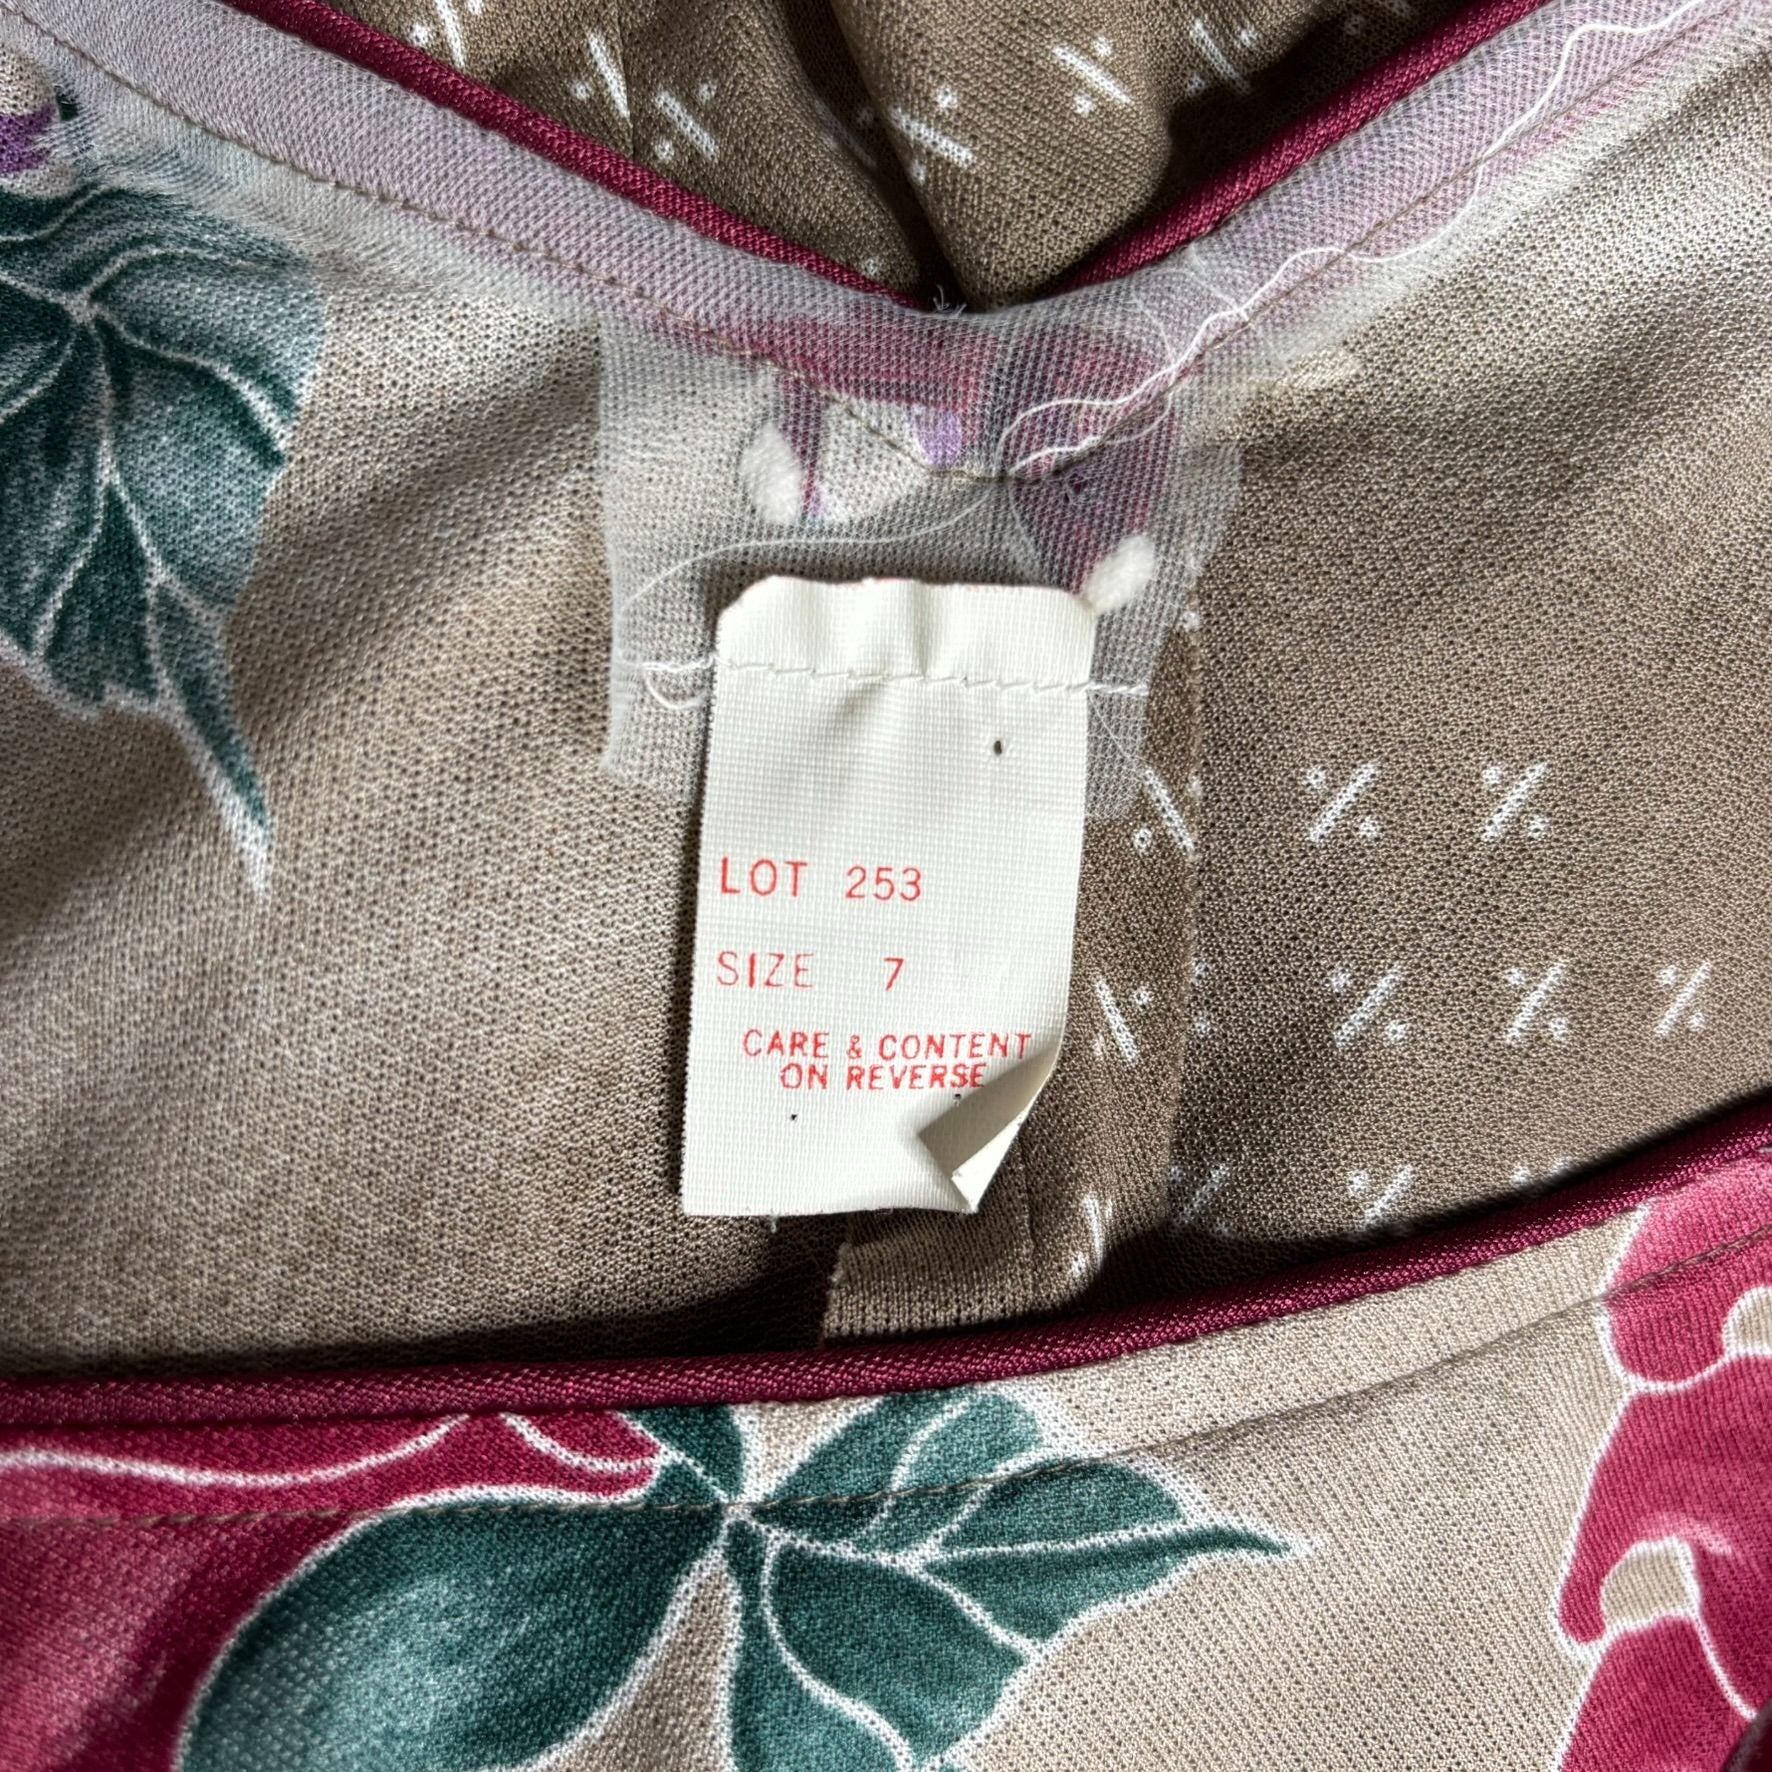 LOT 253
SIZE 7
CARE & CONTENT
ON REVERSE